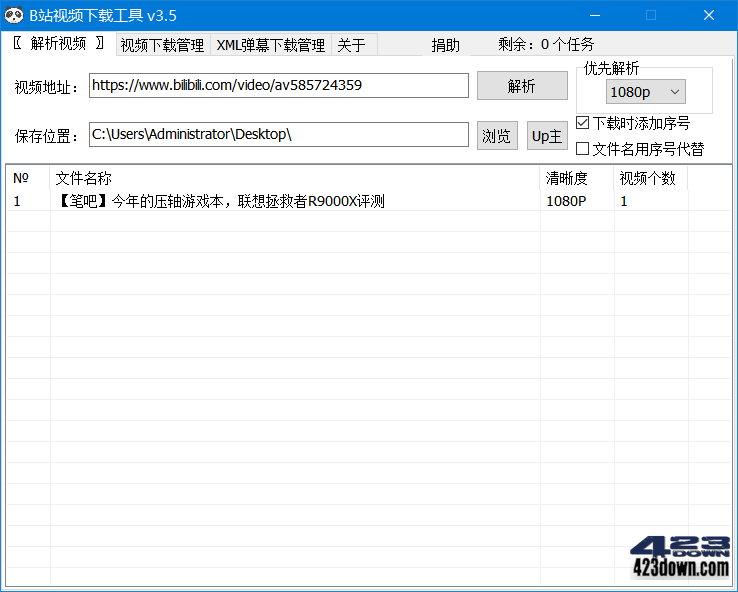 B站视频下载工具 v3.5
〖 解析视频 〗 视频下载管理 XML弹幕下载管理 关于 捐助 剩余：0 个任务
视频地址： https://www.bilibili.com/video/av585724359 解析
优先解析
1080p
保存位置： C:\Users\Administrator\Desktop\ 浏览 Up主
下载时添加序号
文件名用序号代替
№ 文件名称 清晰度 视频个数
1 【笔吧】今年的压轴游戏本，联想拯救者R9000X评测 1080P 1
423
DOWN
423down.com